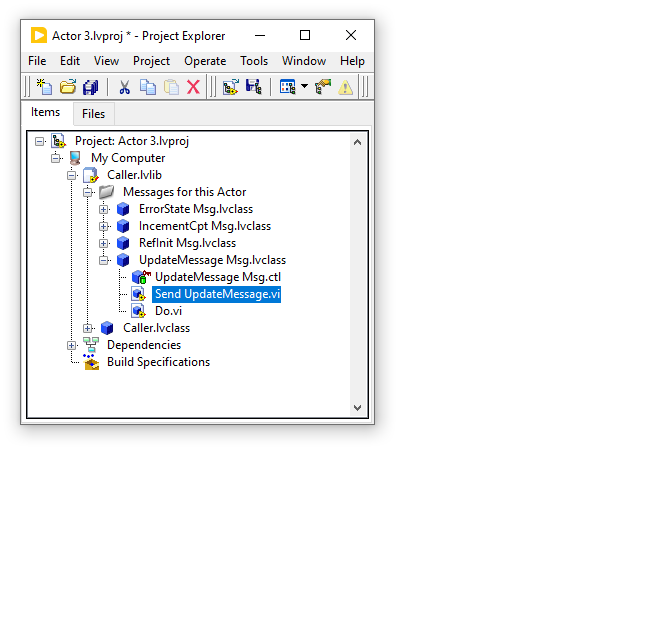 Actor 3.lvproj * - Project Explorer
File Edit View Project Operate Tools Window Help
Items Files
Project: Actor 3.lvproj
My Computer
Caller.lvlib
Messages for this Actor
ErrorState Msg.lvclass
IncementCpt Msg.lvclass
RefInit Msg.lvclass
UpdateMessage Msg.lvclass
UpdateMessage Msg.ctl
Send UpdateMessage.vi
Do.vi
Caller.lvclass
Dependencies
Build Specifications